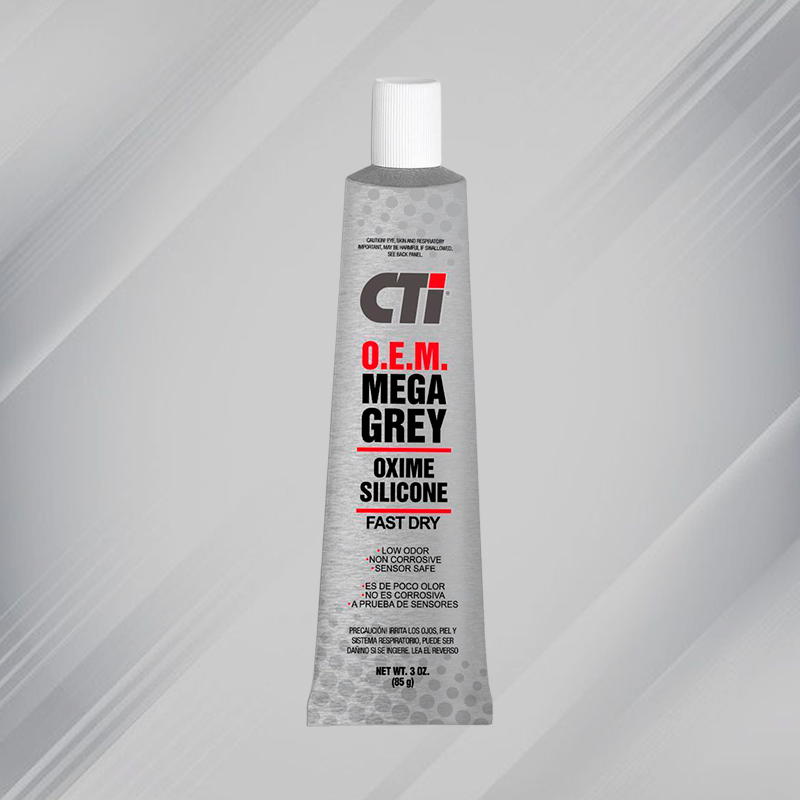 CAUTION! EYE, SKIN AND RESPIRATORY
IMPORTANT, MAY BE HARMFUL IF SWALLOWED,
SEE BACK PANEL.
CTi®
O.E.M.
MEGA
GREY
OXIME
SILICONE
FAST DRY
• LOW ODOR
• NON CORROSIVE
• SENSOR SAFE
• ES DE POCO OLOR
• NO ES CORROSIVA
• A PRUEBA DE SENSORES
PRECAUCIÓN! IRRITA LOS OJOS, PIEL Y
SISTEMA RESPIRATORIO, PUEDE SER
DAÑINO SI SE INGIERE. LEA EL REVERSO
NET WT. 3 OZ.
(85 g)